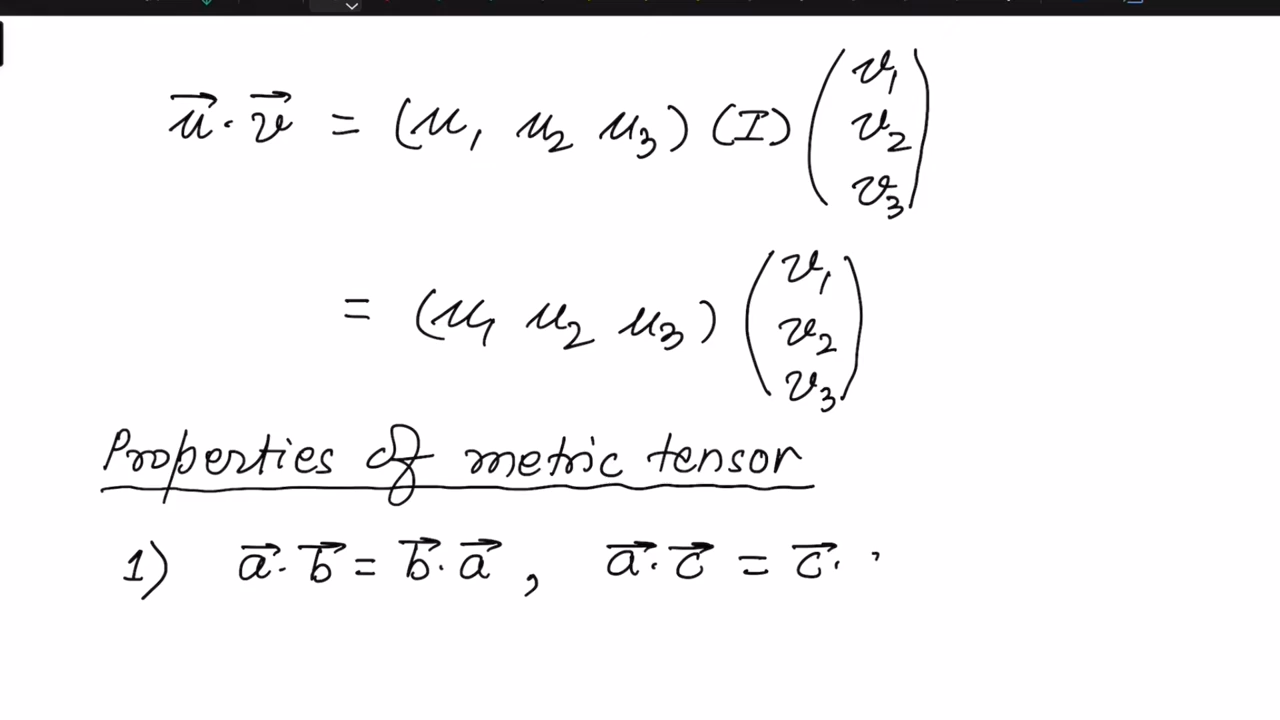 u⃗·v⃗ = (u₁ u₂ u₃) (I) (v₁ v₂ v₃)
= (u₁ u₂ u₃) (v₁ v₂ v₃)
Properties of metric tensor
1) a⃗·b⃗ = b⃗·a⃗ , a⃗·c⃗ = c⃗·